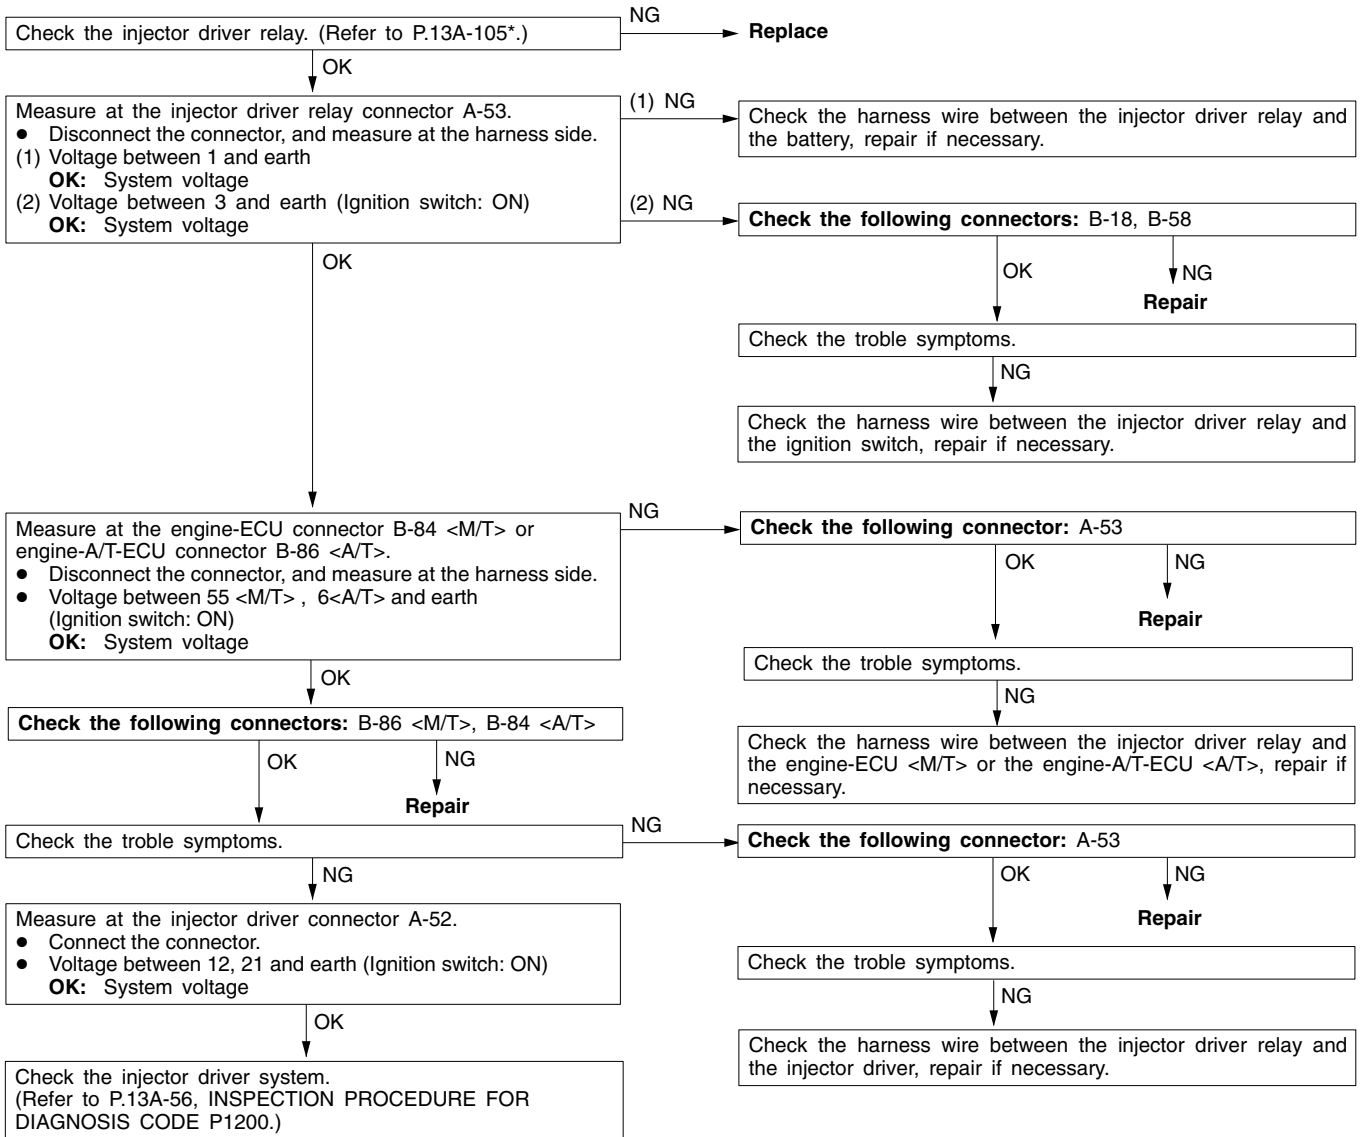 Check the injector driver relay. (Refer to P.13A-105*.)
NG
Replace
OK
Measure at the injector driver relay connector A-53.
● Disconnect the connector, and measure at the harness side.
(1) Voltage between 1 and earth
OK: System voltage
(2) Voltage between 3 and earth (Ignition switch: ON)
OK: System voltage
(1) NG
Check the harness wire between the injector driver relay and
the battery, repair if necessary.
(2) NG
Check the following connectors: B-18, B-58
OK
NG
Repair
Check the troble symptoms.
NG
Check the harness wire between the injector driver relay and
the ignition switch, repair if necessary.
OK
Measure at the engine-ECU connector B-84 <M/T> or
engine-A/T-ECU connector B-86 <A/T>.
● Disconnect the connector, and measure at the harness side.
● Voltage between 55 <M/T> , 6<A/T> and earth
(Ignition switch: ON)
OK: System voltage
NG
Check the following connector: A-53
OK
NG
Repair
Check the troble symptoms.
NG
Check the harness wire between the injector driver relay and
the engine-ECU <M/T> or the engine-A/T-ECU <A/T>, repair if
necessary.
OK
Check the following connectors: B-86 <M/T>, B-84 <A/T>
OK
NG
Repair
Check the troble symptoms.
NG
Check the following connector: A-53
OK
NG
Repair
Check the troble symptoms.
NG
Check the harness wire between the injector driver relay and
the injector driver, repair if necessary.
NG
Measure at the injector driver connector A-52.
● Connect the connector.
● Voltage between 12, 21 and earth (Ignition switch: ON)
OK: System voltage
OK
Check the injector driver system.
(Refer to P.13A-56, INSPECTION PROCEDURE FOR
DIAGNOSIS CODE P1200.)